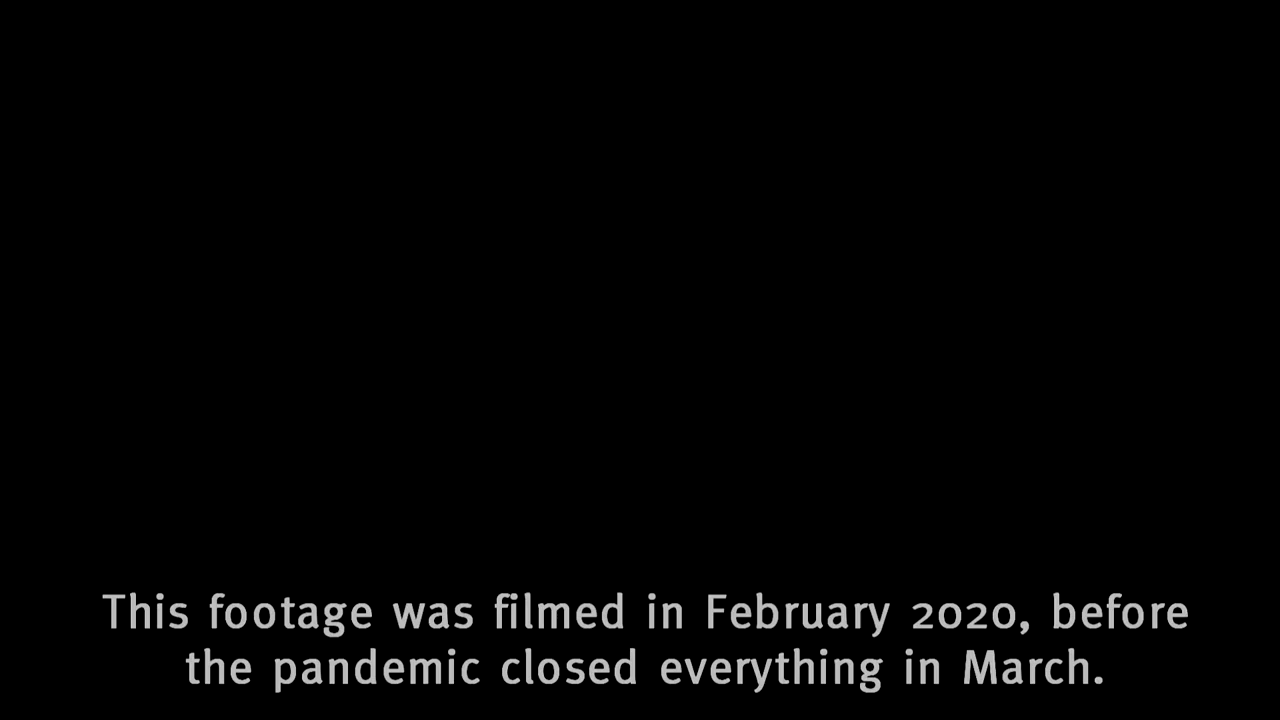 This footage was filmed in February 2020, before
the pandemic closed everything in March.